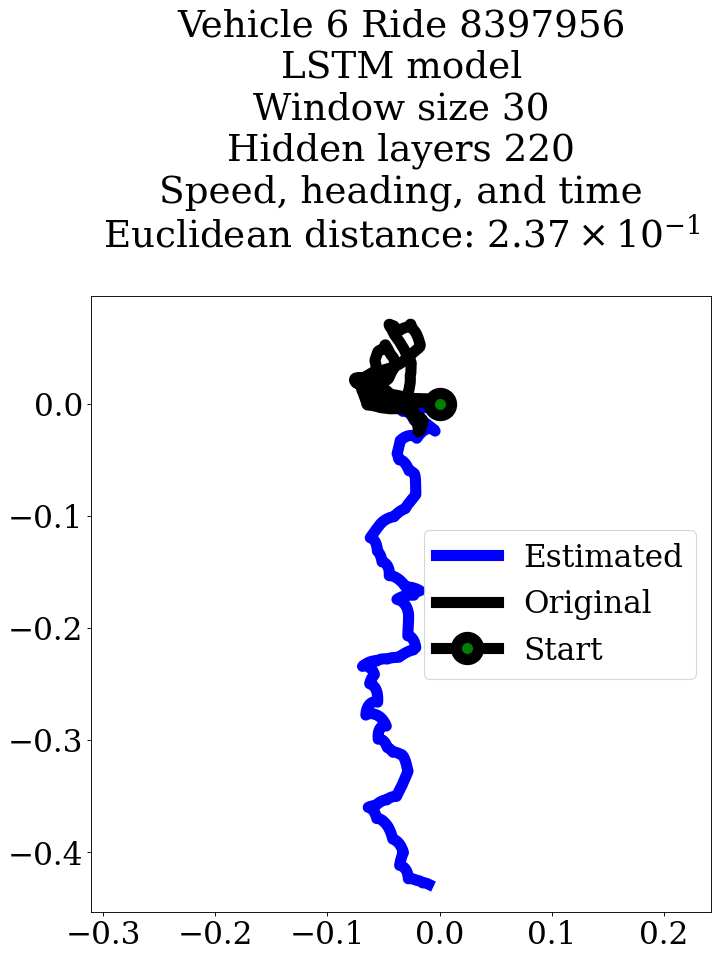 Vehicle 6 Ride 8397956
LSTM model
Window size 30
Hidden layers 220
Speed, heading, and time
Euclidean distance: 2.37 × 10⁻¹
0.0
−0.1
−0.2
−0.3
−0.4
Estimated
Original
Start
−0.3 −0.2 −0.1 0.0 0.1 0.2